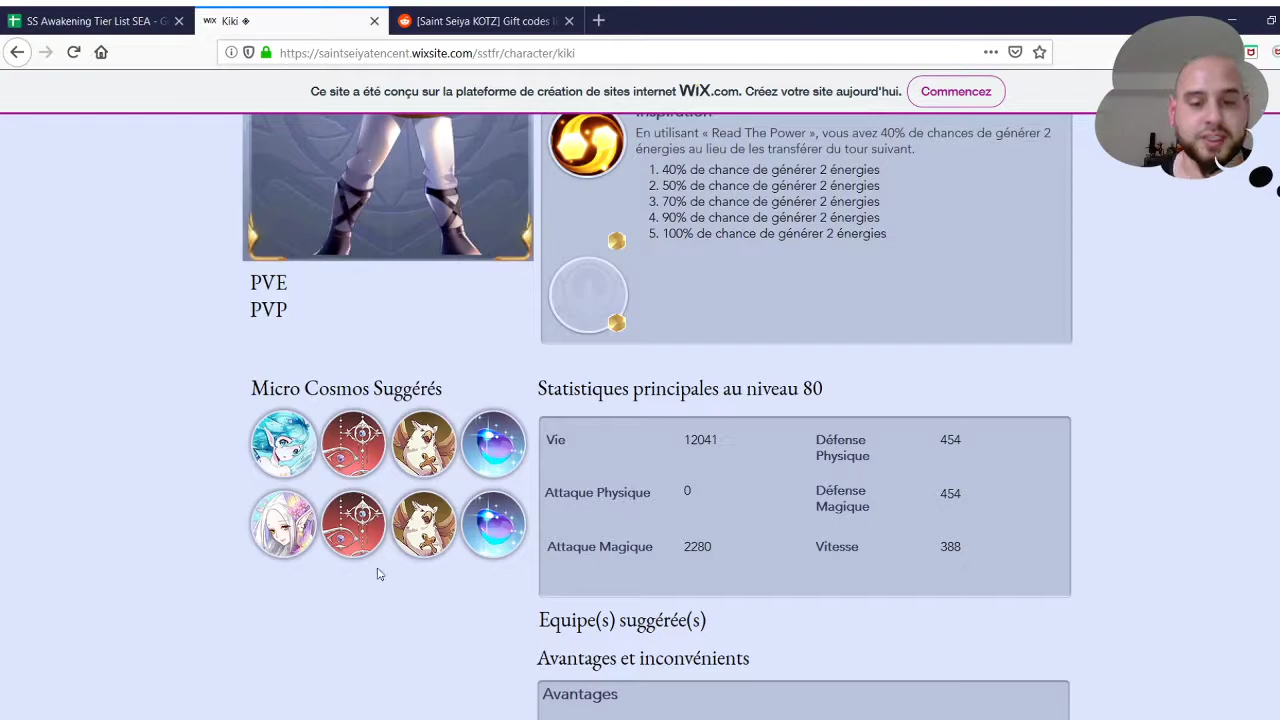 SS Awakening Tier List SEA - G
WiX Kiki ◈
[Saint Seiya KOTZ] Gift codes li
https://saintseiyatencent.wixsite.com/sstfr/character/kiki
Ce site a été conçu sur la plateforme de création de sites internet WiX.com. Créez votre site aujourd'hui.
Commencez
Inspiration
En utilisant « Read The Power », vous avez 40% de chances de générer 2
énergies au lieu de les transférer du tour suivant.
1. 40% de chance de générer 2 énergies
2. 50% de chance de générer 2 énergies
3. 70% de chance de générer 2 énergies
4. 90% de chance de générer 2 énergies
5. 100% de chance de générer 2 énergies
PVE
PVP
Micro Cosmos Suggérés
Statistiques principales au niveau 80
Vie 12041 Défense Physique 454
Attaque Physique 0 Défense Magique 454
Attaque Magique 2280 Vitesse 388
Equipe(s) suggérée(s)
Avantages et inconvénients
Avantages